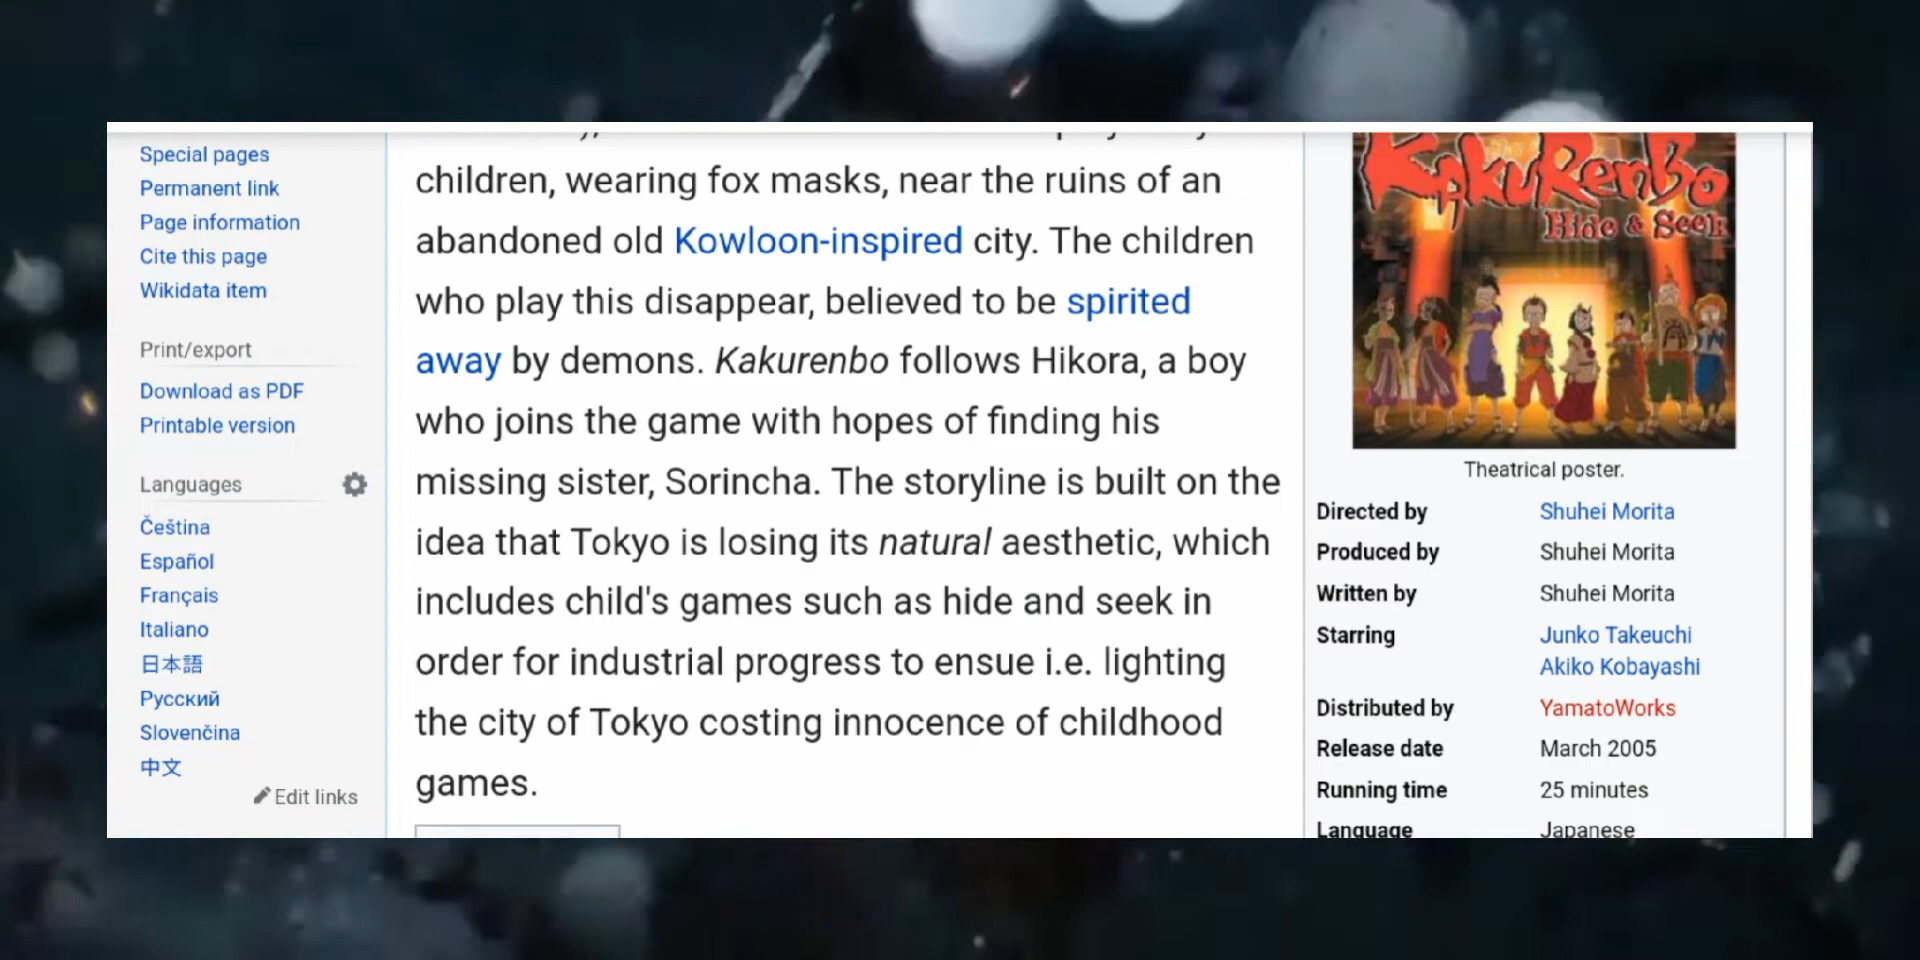 Special pages
Permanent link
Page information
Cite this page
Wikidata item
Print/export
Download as PDF
Printable version
Languages
Čeština
Español
Français
Italiano
日本語
Русский
Slovenčina
中文
Edit links
children, wearing fox masks, near the ruins of an
abandoned old Kowloon-inspired city. The children
who play this disappear, believed to be spirited
away by demons. Kakurenbo follows Hikora, a boy
who joins the game with hopes of finding his
missing sister, Sorincha. The storyline is built on the
idea that Tokyo is losing its natural aesthetic, which
includes child's games such as hide and seek in
order for industrial progress to ensue i.e. lighting
the city of Tokyo costing innocence of childhood
games.
KakuRenBo
Hide & Seek
Theatrical poster.
Directed by Shuhei Morita
Produced by Shuhei Morita
Written by Shuhei Morita
Starring Junko Takeuchi
Akiko Kobayashi
Distributed by YamatoWorks
Release date March 2005
Running time 25 minutes
Language Japanese